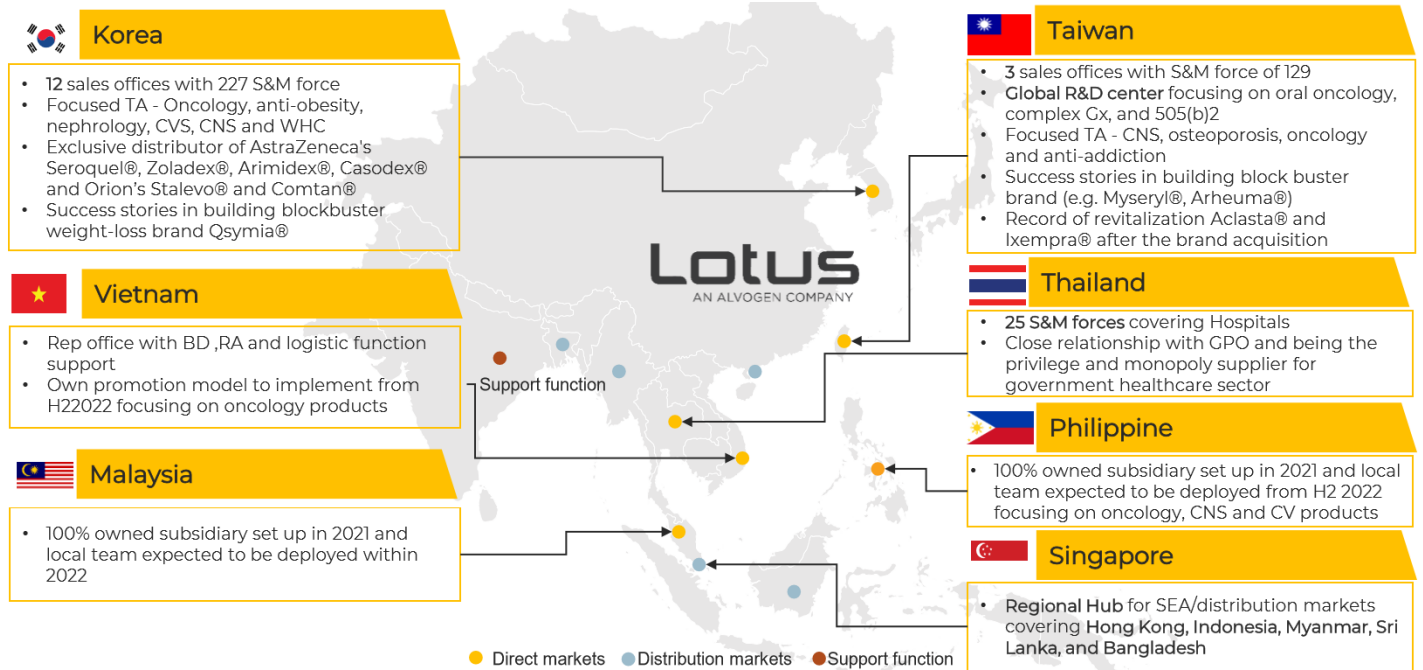 Korea
• 12 sales offices with 227 S&M force
• Focused TA - Oncology, anti-obesity,
nephrology, CVS, CNS and WHC
• Exclusive distributor of AstraZeneca's
Seroquel®, Zoladex®, Arimidex®, Casodex®
and Orion’s Stalevo® and Comtan®
• Success stories in building blockbuster
weight-loss brand Qsymia®
Vietnam
• Rep office with BD ,RA and logistic function
support
• Own promotion model to implement from
H22022 focusing on oncology products
Malaysia
• 100% owned subsidiary set up in 2021 and
local team expected to be deployed within
2022
Lotus
AN ALVOGEN COMPANY
Support function
Taiwan
• 3 sales offices with S&M force of 129
• Global R&D center focusing on oral oncology,
complex Gx, and 505(b)2
• Focused TA - CNS, osteoporosis, oncology
and anti-addiction
• Success stories in building block buster
brand (e.g. Myseryl®, Arheuma®)
• Record of revitalization Aclasta® and
Ixempra® after the brand acquisition
Thailand
• 25 S&M forces covering Hospitals
• Close relationship with GPO and being the
privilege and monopoly supplier for
government healthcare sector
Philippine
• 100% owned subsidiary set up in 2021 and local
team expected to be deployed from H2 2022
focusing on oncology, CNS and CV products
Singapore
• Regional Hub for SEA/distribution markets
covering Hong Kong, Indonesia, Myanmar, Sri
Lanka, and Bangladesh
Direct markets Distribution markets Support function